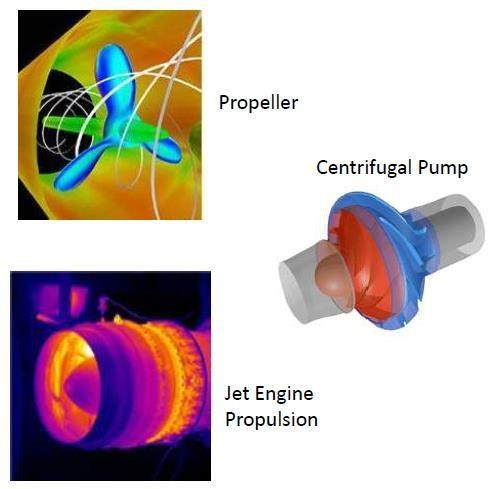 Propeller
Centrifugal Pump
Jet Engine
Propulsion